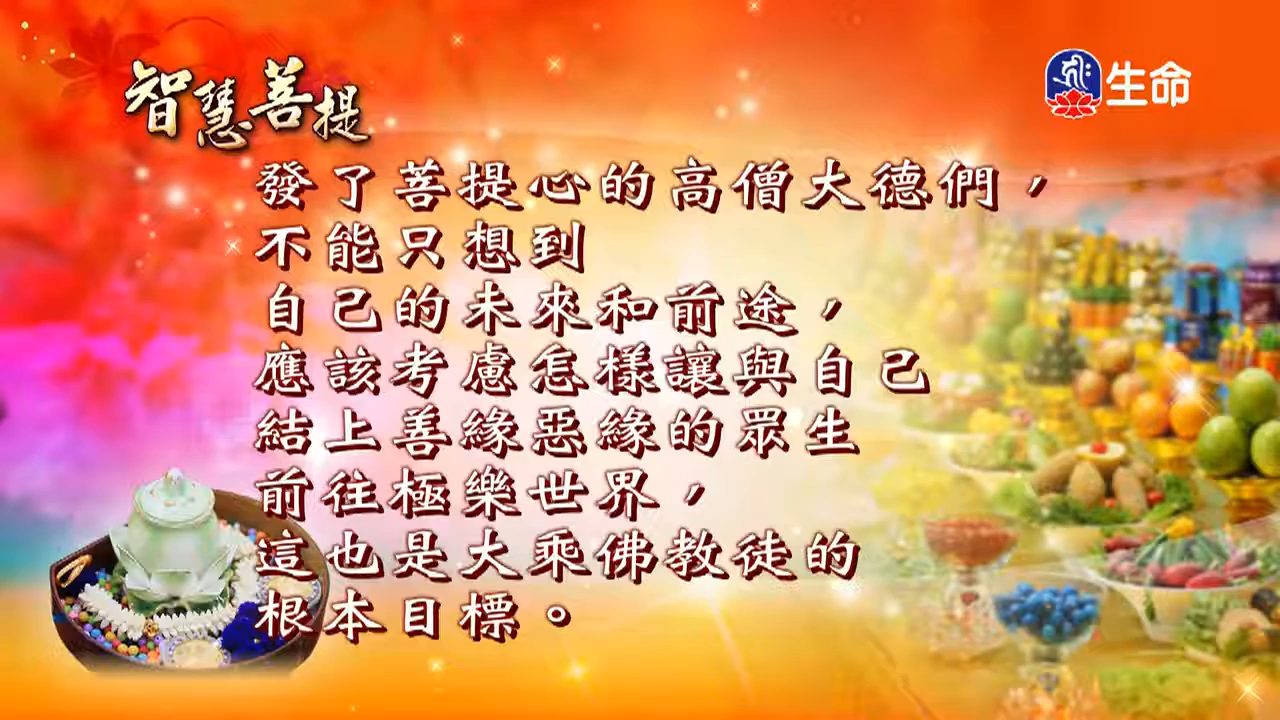 智慧菩提
生命
發了菩提心的高僧大德們，
不能只想到
自己的未來和前途，
應該考慮怎樣讓與自己
結上善緣惡緣的眾生
前往極樂世界，
這也是大乘佛教徒的
根本目標。